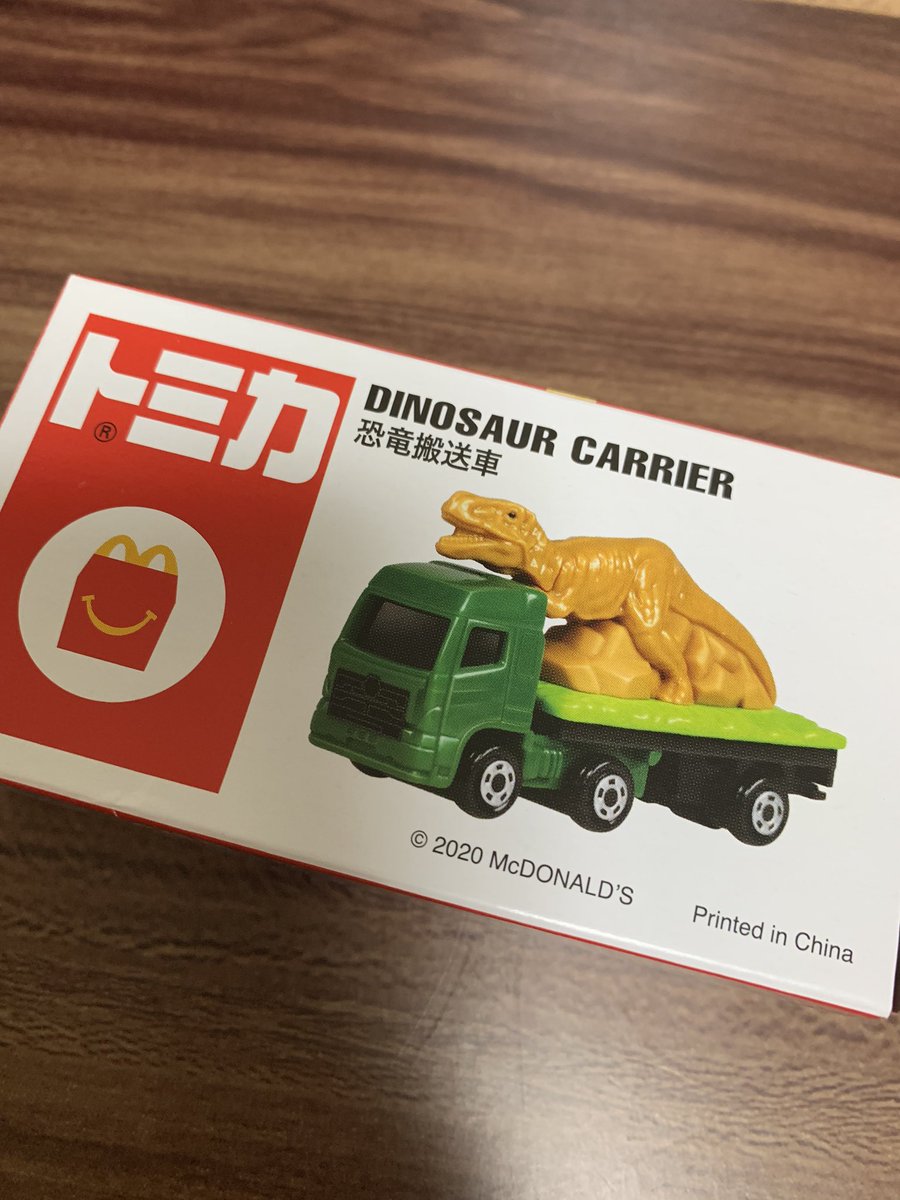 トミカ
®
DINOSAUR CARRIER
恐竜搬送車
© 2020 McDONALD'S
Printed in China